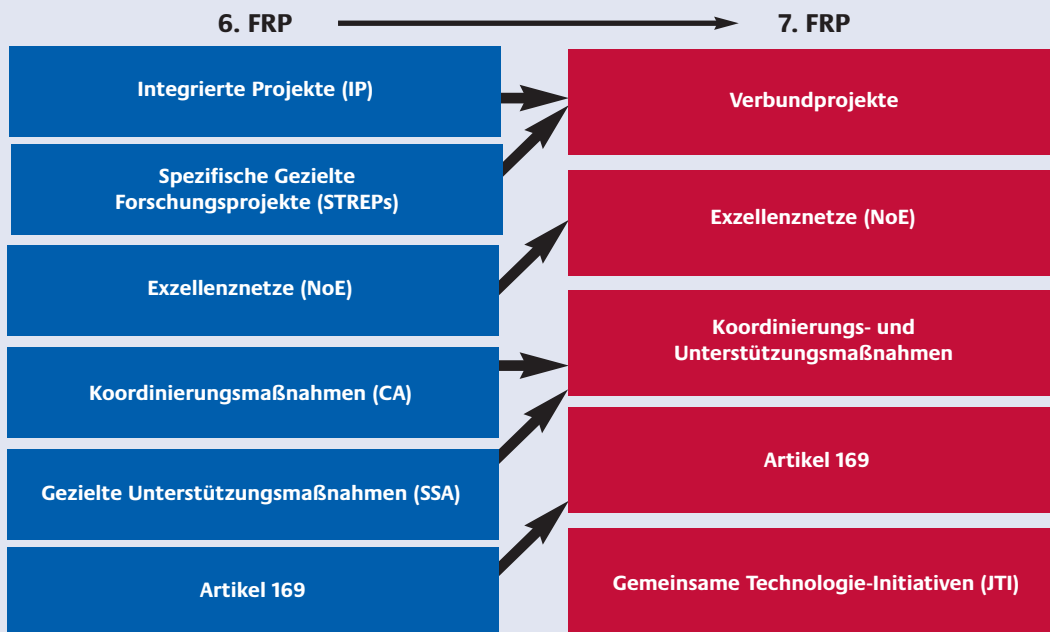 6. FRP
7. FRP
Integrierte Projekte (IP)
Spezifische Gezielte
Forschungsprojekte (STREPs)
Exzellenznetze (NoE)
Koordinierungsmaßnahmen (CA)
Gezielte Unterstützungsmaßnahmen (SSA)
Artikel 169
Verbundprojekte
Exzellenznetze (NoE)
Koordinierungs- und
Unterstützungsmaßnahmen
Artikel 169
Gemeinsame Technologie-Initiativen (JTI)